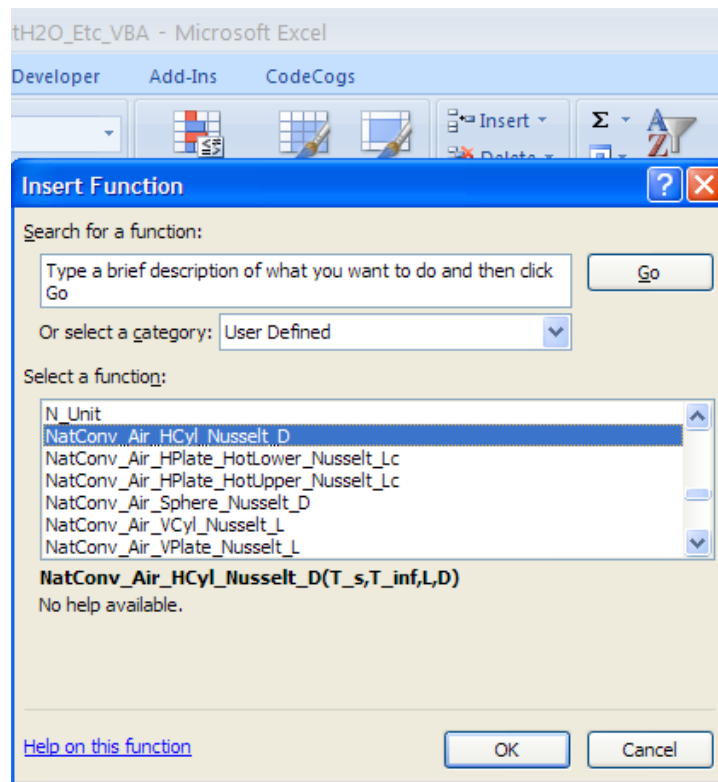 tH2O_Etc_VBA - Microsoft Excel
Developer Add-Ins CodeCogs
Insert
Σ A Z
Delete
Insert Function
?
Search for a function:
Type a brief description of what you want to do and then click
Go
Go
Or select a category: User Defined
Select a function:
N_Unit
NatConv_Air_HCyl_Nusselt_D
NatConv_Air_HPlate_HotLower_Nusselt_Lc
NatConv_Air_HPlate_HotUpper_Nusselt_Lc
NatConv_Air_Sphere_Nusselt_D
NatConv_Air_VCyl_Nusselt_L
NatConv_Air_VPlate_Nusselt_L
NatConv_Air_HCyl_Nusselt_D(T_s,T_inf,L,D)
No help available.
Help on this function
OK Cancel